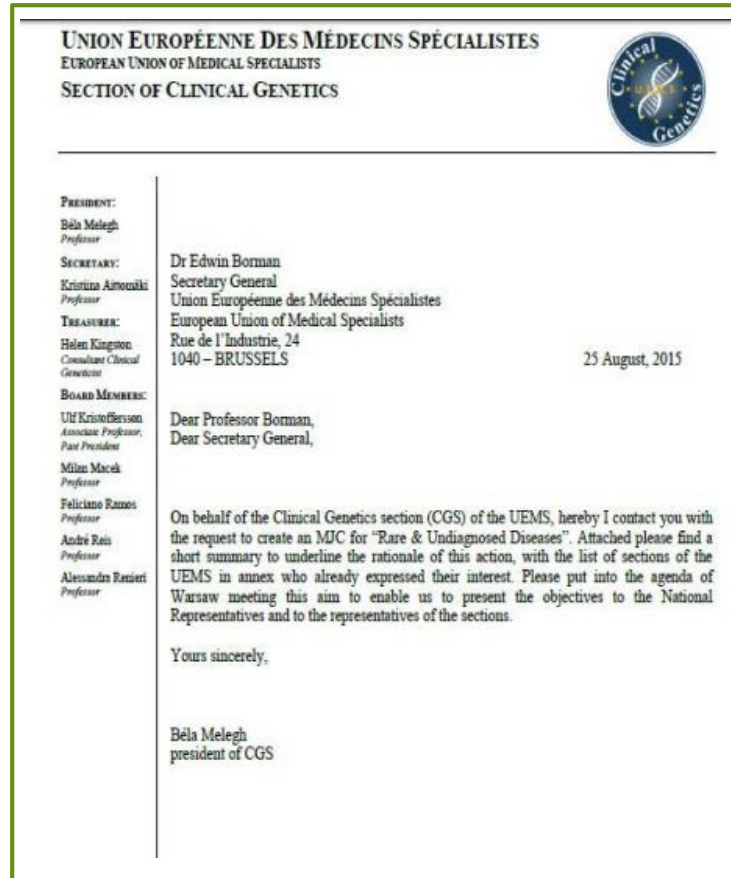 UNION EUROPÉENNE DES MÉDECINS SPÉCIALISTES
EUROPEAN UNION OF MEDICAL SPECIALISTS
SECTION OF CLINICAL GENETICS
Clinical
U.E.M.S.
Genetics
PRESIDENT:
Béla Melegh
Professor
SECRETARY:
Kristiina Aittomäki
Professor
TREASURER:
Helen Kingston
Consultant Clinical
Geneticist
BOARD MEMBERS:
Ulf Kristoffersson
Associate Professor,
Past President
Milan Macek
Professor
Feliciano Ramos
Professor
André Reis
Professor
Alessandra Renieri
Professor
Dr Edwin Borman
Secretary General
Union Européenne des Médecins Spécialistes
European Union of Medical Specialists
Rue de l'Industrie, 24
1040 – BRUSSELS 25 August, 2015
Dear Professor Borman,
Dear Secretary General,
On behalf of the Clinical Genetics section (CGS) of the UEMS, hereby I contact you with
the request to create an MJC for “Rare & Undiagnosed Diseases”. Attached please find a
short summary to underline the rationale of this action, with the list of sections of the
UEMS in annex who already expressed their interest. Please put into the agenda of
Warsaw meeting this aim to enable us to present the objectives to the National
Representatives and to the representatives of the sections.
Yours sincerely,
Béla Melegh
president of CGS